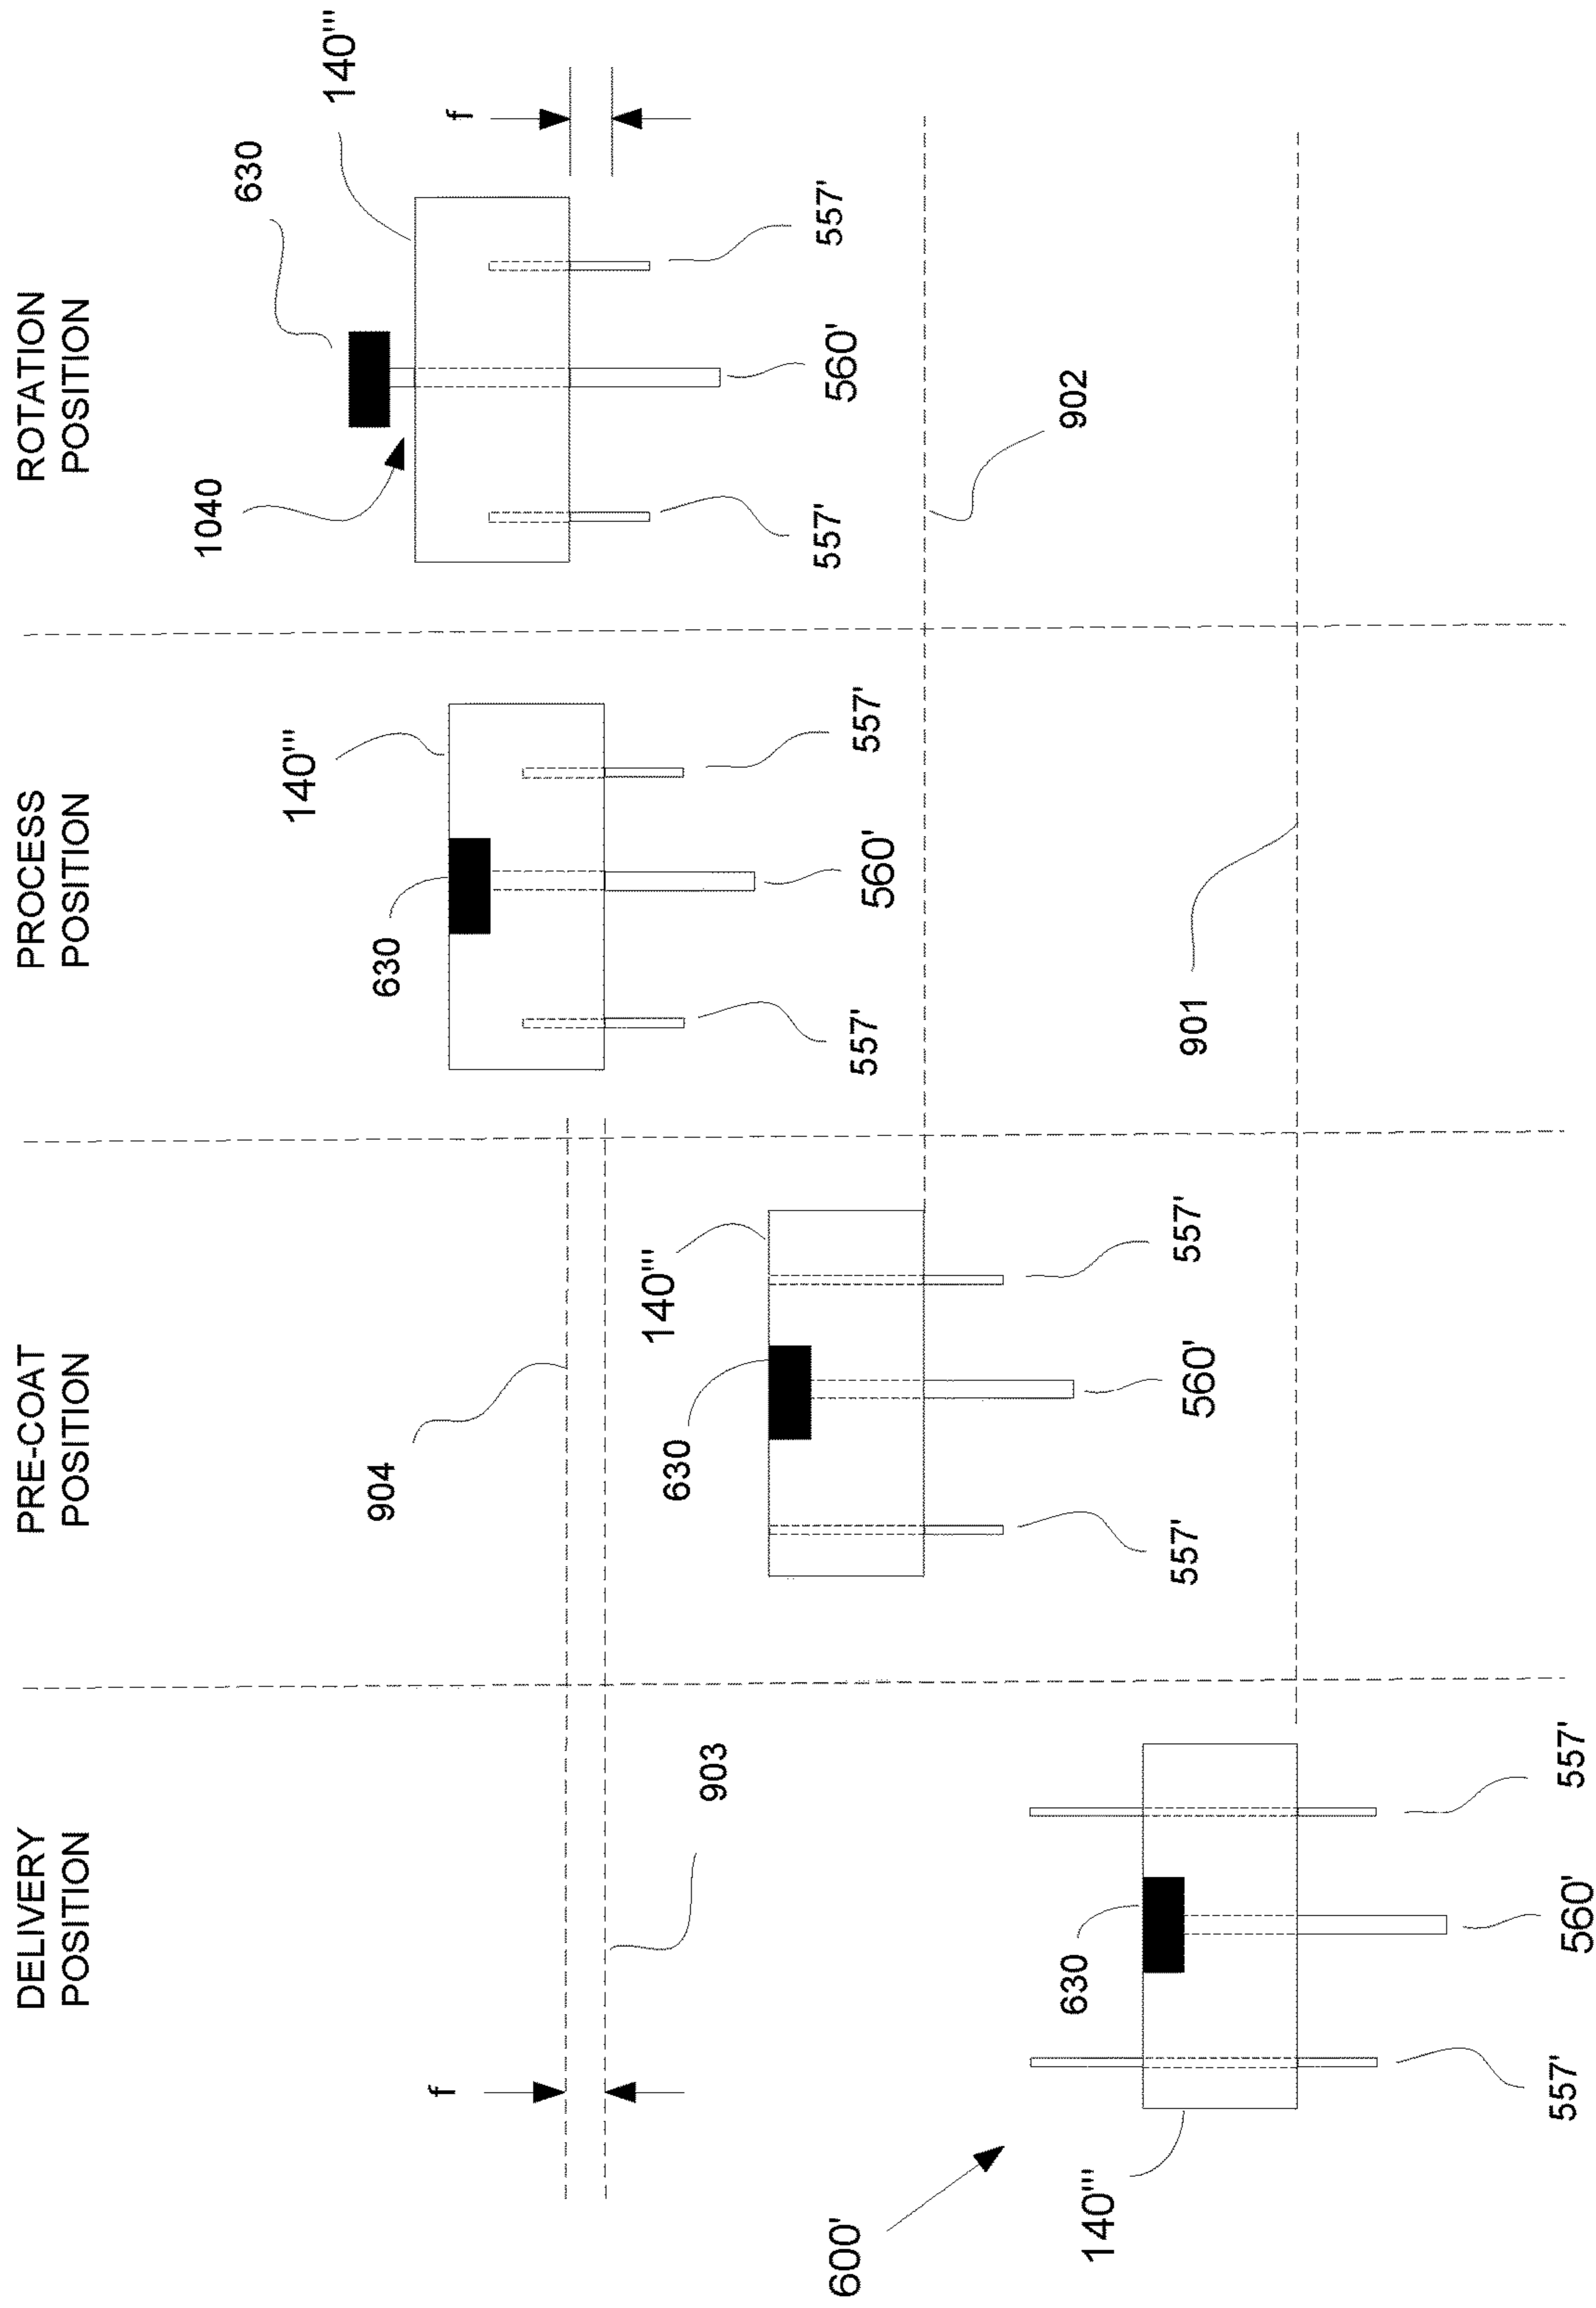 DELIVERY
POSITION
PRE-COAT
POSITION
PROCESS
POSITION
ROTATION
POSITION
f
903
600'
140'''
630
557'
560'
557'
904
140'''
630
557'
560'
557'
140'''
630
557'
560'
557'
901
630
140'''
1040
f
557'
560'
557'
902